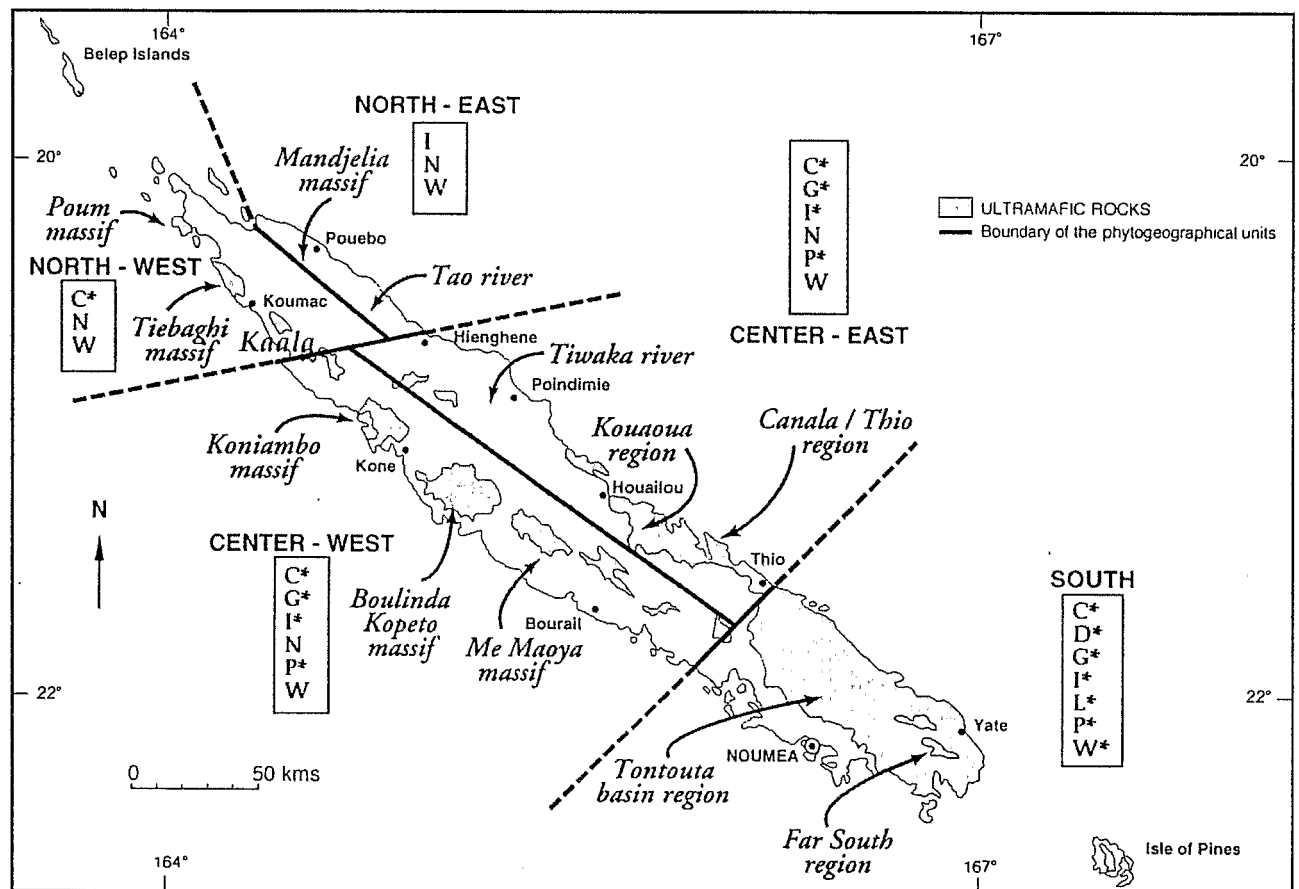 164°
167°
Belep Islands
NORTH - EAST
I
N
W
20°
20°
Mandjelia
massif
C*
G*
I*
N
P*
W
CENTER-EAST
ULTRAMAFIC ROCKS
Boundary of the phytogeographical units
Poum
massif
Pouebo
NORTH - WEST
C*
N
W
Tao river
Koumac
Tiebaghi
massif
Kaala
Hienghene
Tiwaka river
Poindimie
Koniambo
massif
Kone
Kouaoua
region
Canala / Thio
region
Houailou
N
CENTER - WEST
C*
G*
I*
N
P*
W
Thio
Boulinda
Kopeto
massif
Bourail
Me Maoya
massif
SOUTH
C*
D*
G*
I*
L*
P*
W*
22°
22°
Yate
NOUMEA
0 50 kms
Tontouta
basin region
Far South
region
Isle of Pines
164°
167°